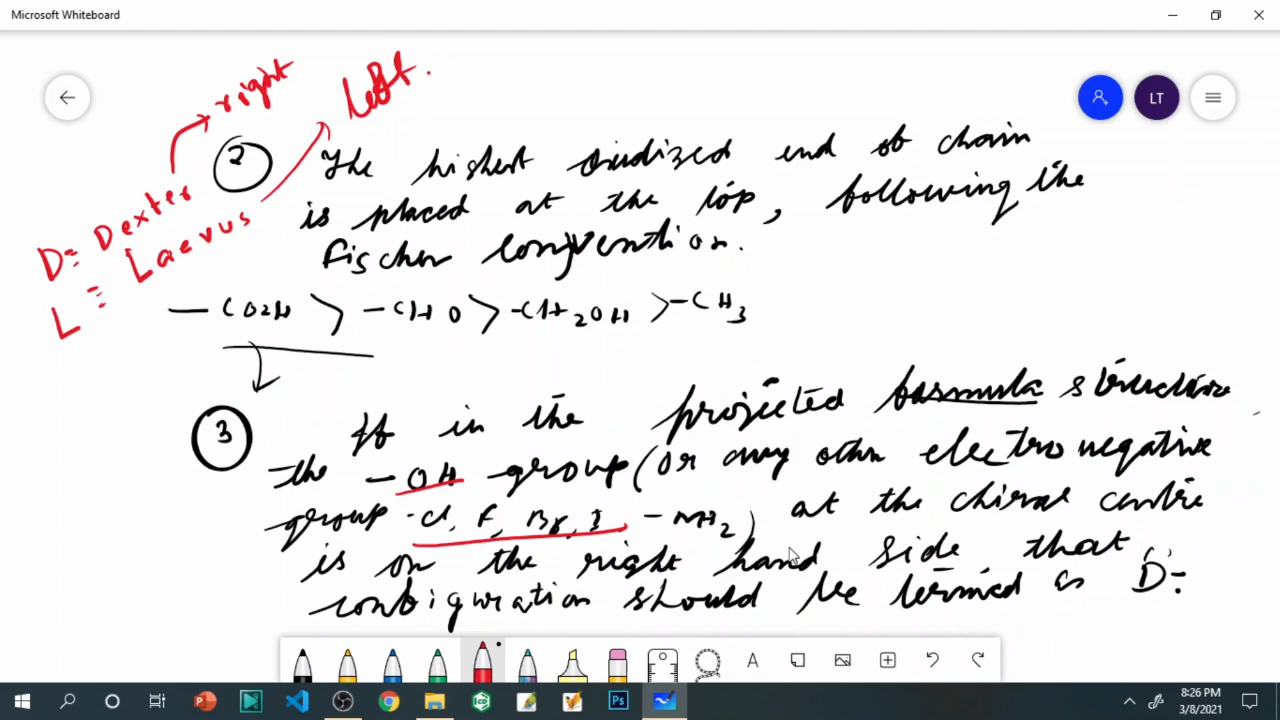 Microsoft Whiteboard
right
left.
LT
D = Dexter
L ≡ Laevus
2
The highest oxidized end of chain
is placed at the top, following the
Fischer convention.
— CO2H > — CHO > -CH2OH > -CH3
3
If in the projected formula structure
the - OH group (or any other electronegative
group -Cl, F, Br, I - NH2) at the chiral centre
is on the right hand side that
configuration should be termed as D-
A
8:26 PM
3/8/2021